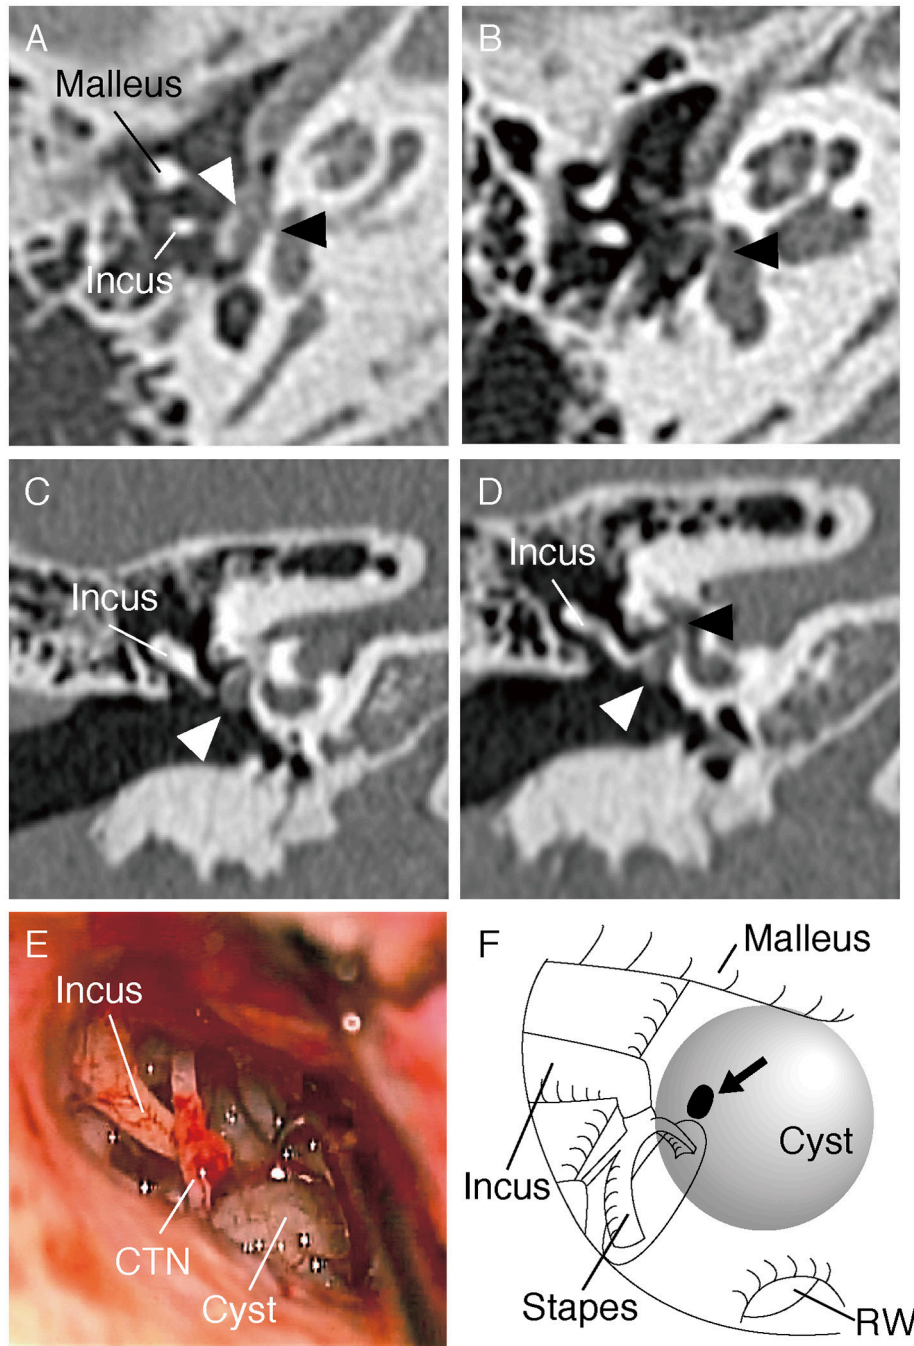 A
Malleus
Incus
B
C
Incus
D
Incus
E
Incus
CTN
Cyst
F
Malleus
Cyst
Incus
Stapes
RW